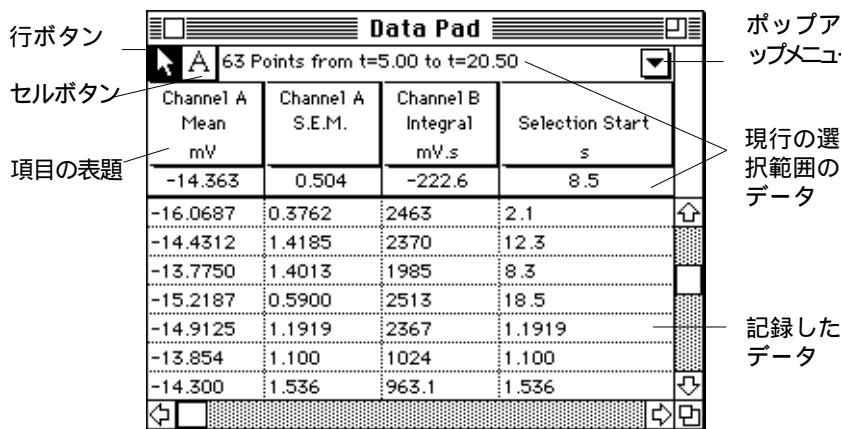 行ボタン
セルボタン
項目の表題
Data Pad
A 63 Points from t=5.00 to t=20.50
Channel A Channel A Channel B
Mean S.E.M. Integral Selection Start
mV mV.s s
-14.363 0.504 -222.6 8.5
-16.0687 0.3762 2463 2.1
-14.4312 1.4185 2370 12.3
-13.7750 1.4013 1985 8.3
-15.2187 0.5900 2513 18.5
-14.9125 1.1919 2367 1.1919
-13.854 1.100 1024 1.100
-14.300 1.536 963.1 1.536
ポップア
ップメニュー
現行の選
択範囲の
データ
記録した
データ